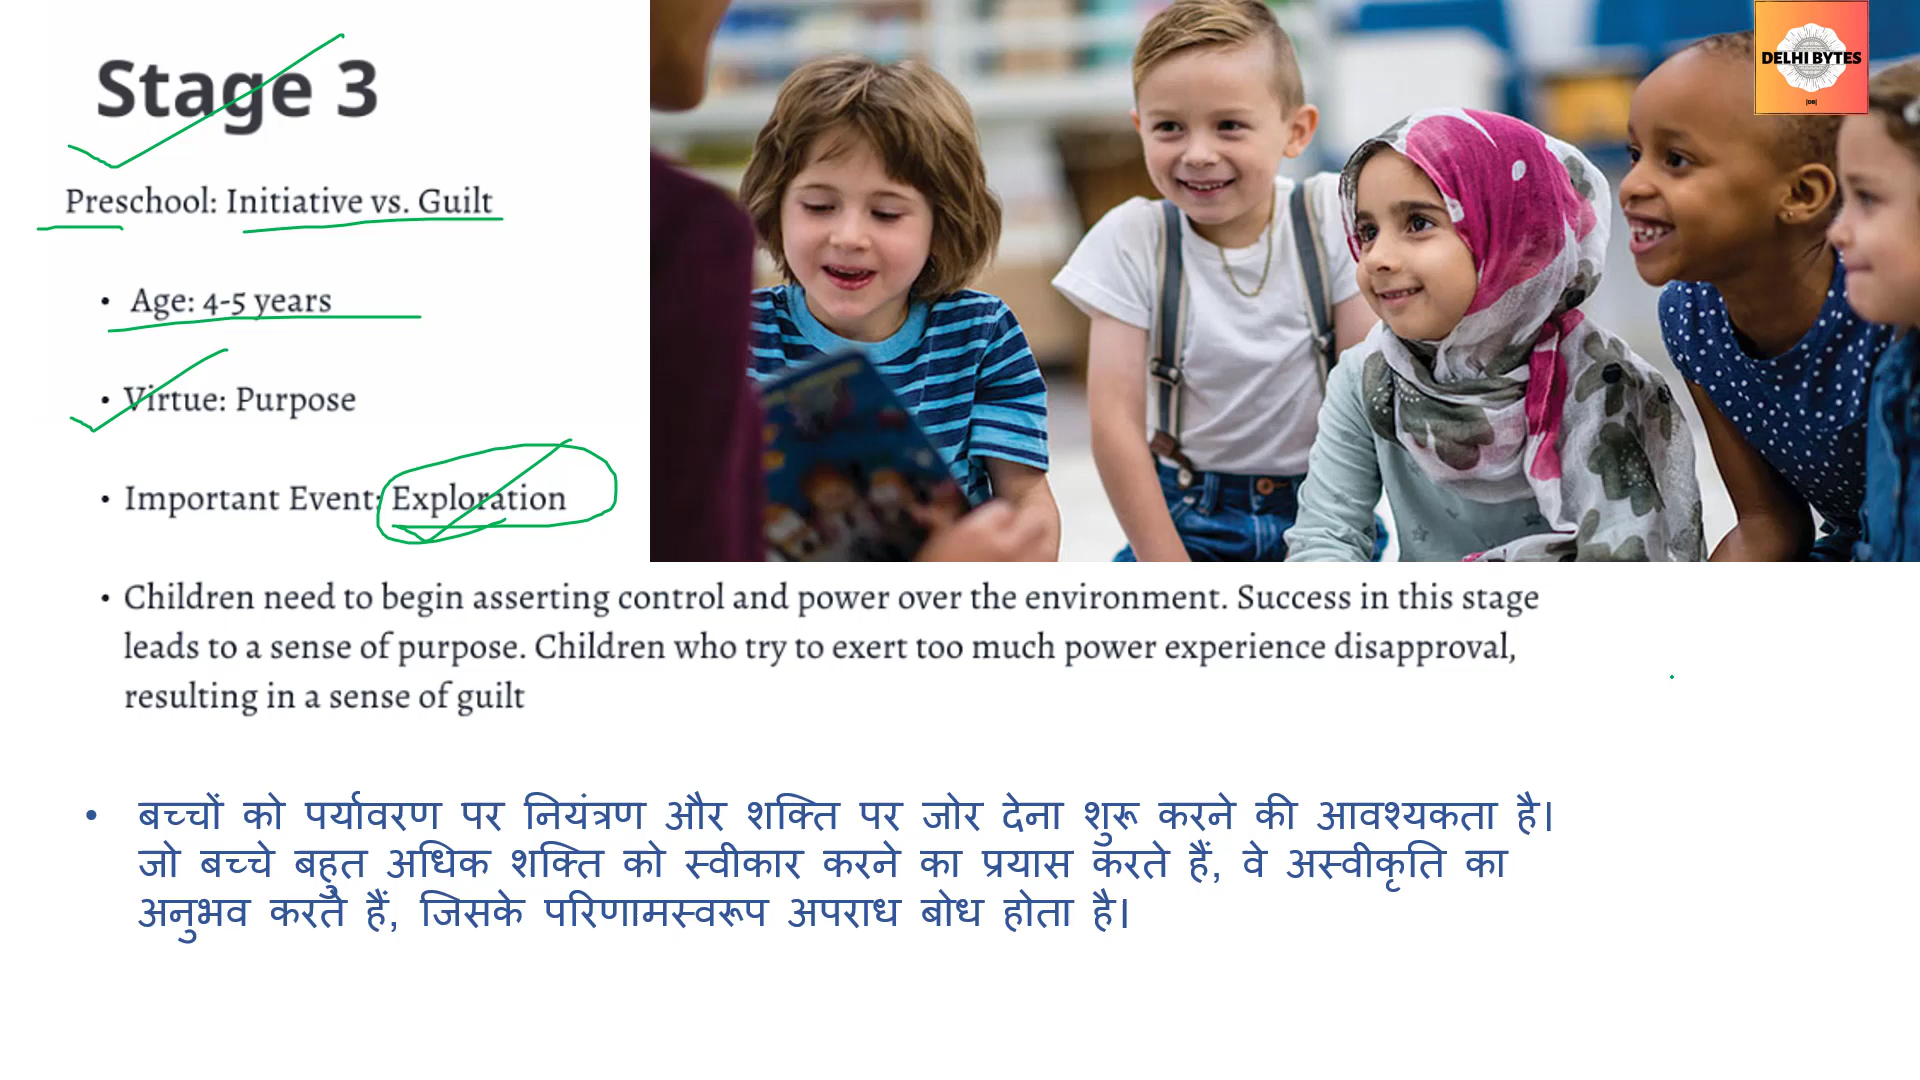 Stage 3
DELHI BYTES
|DB|
Preschool: Initiative vs. Guilt
• Age: 4-5 years
• Virtue: Purpose
• Important Event: Exploration
• Children need to begin asserting control and power over the environment. Success in this stage
leads to a sense of purpose. Children who try to exert too much power experience disapproval,
resulting in a sense of guilt
• बच्चों को पर्यावरण पर नियंत्रण और शक्ति पर जोर देना शुरू करने की आवश्यकता है।
जो बच्चे बहुत अधिक शक्ति को स्वीकार करने का प्रयास करते हैं, वे अस्वीकृति का
अनुभव करते हैं, जिसके परिणामस्वरूप अपराध बोध होता है।